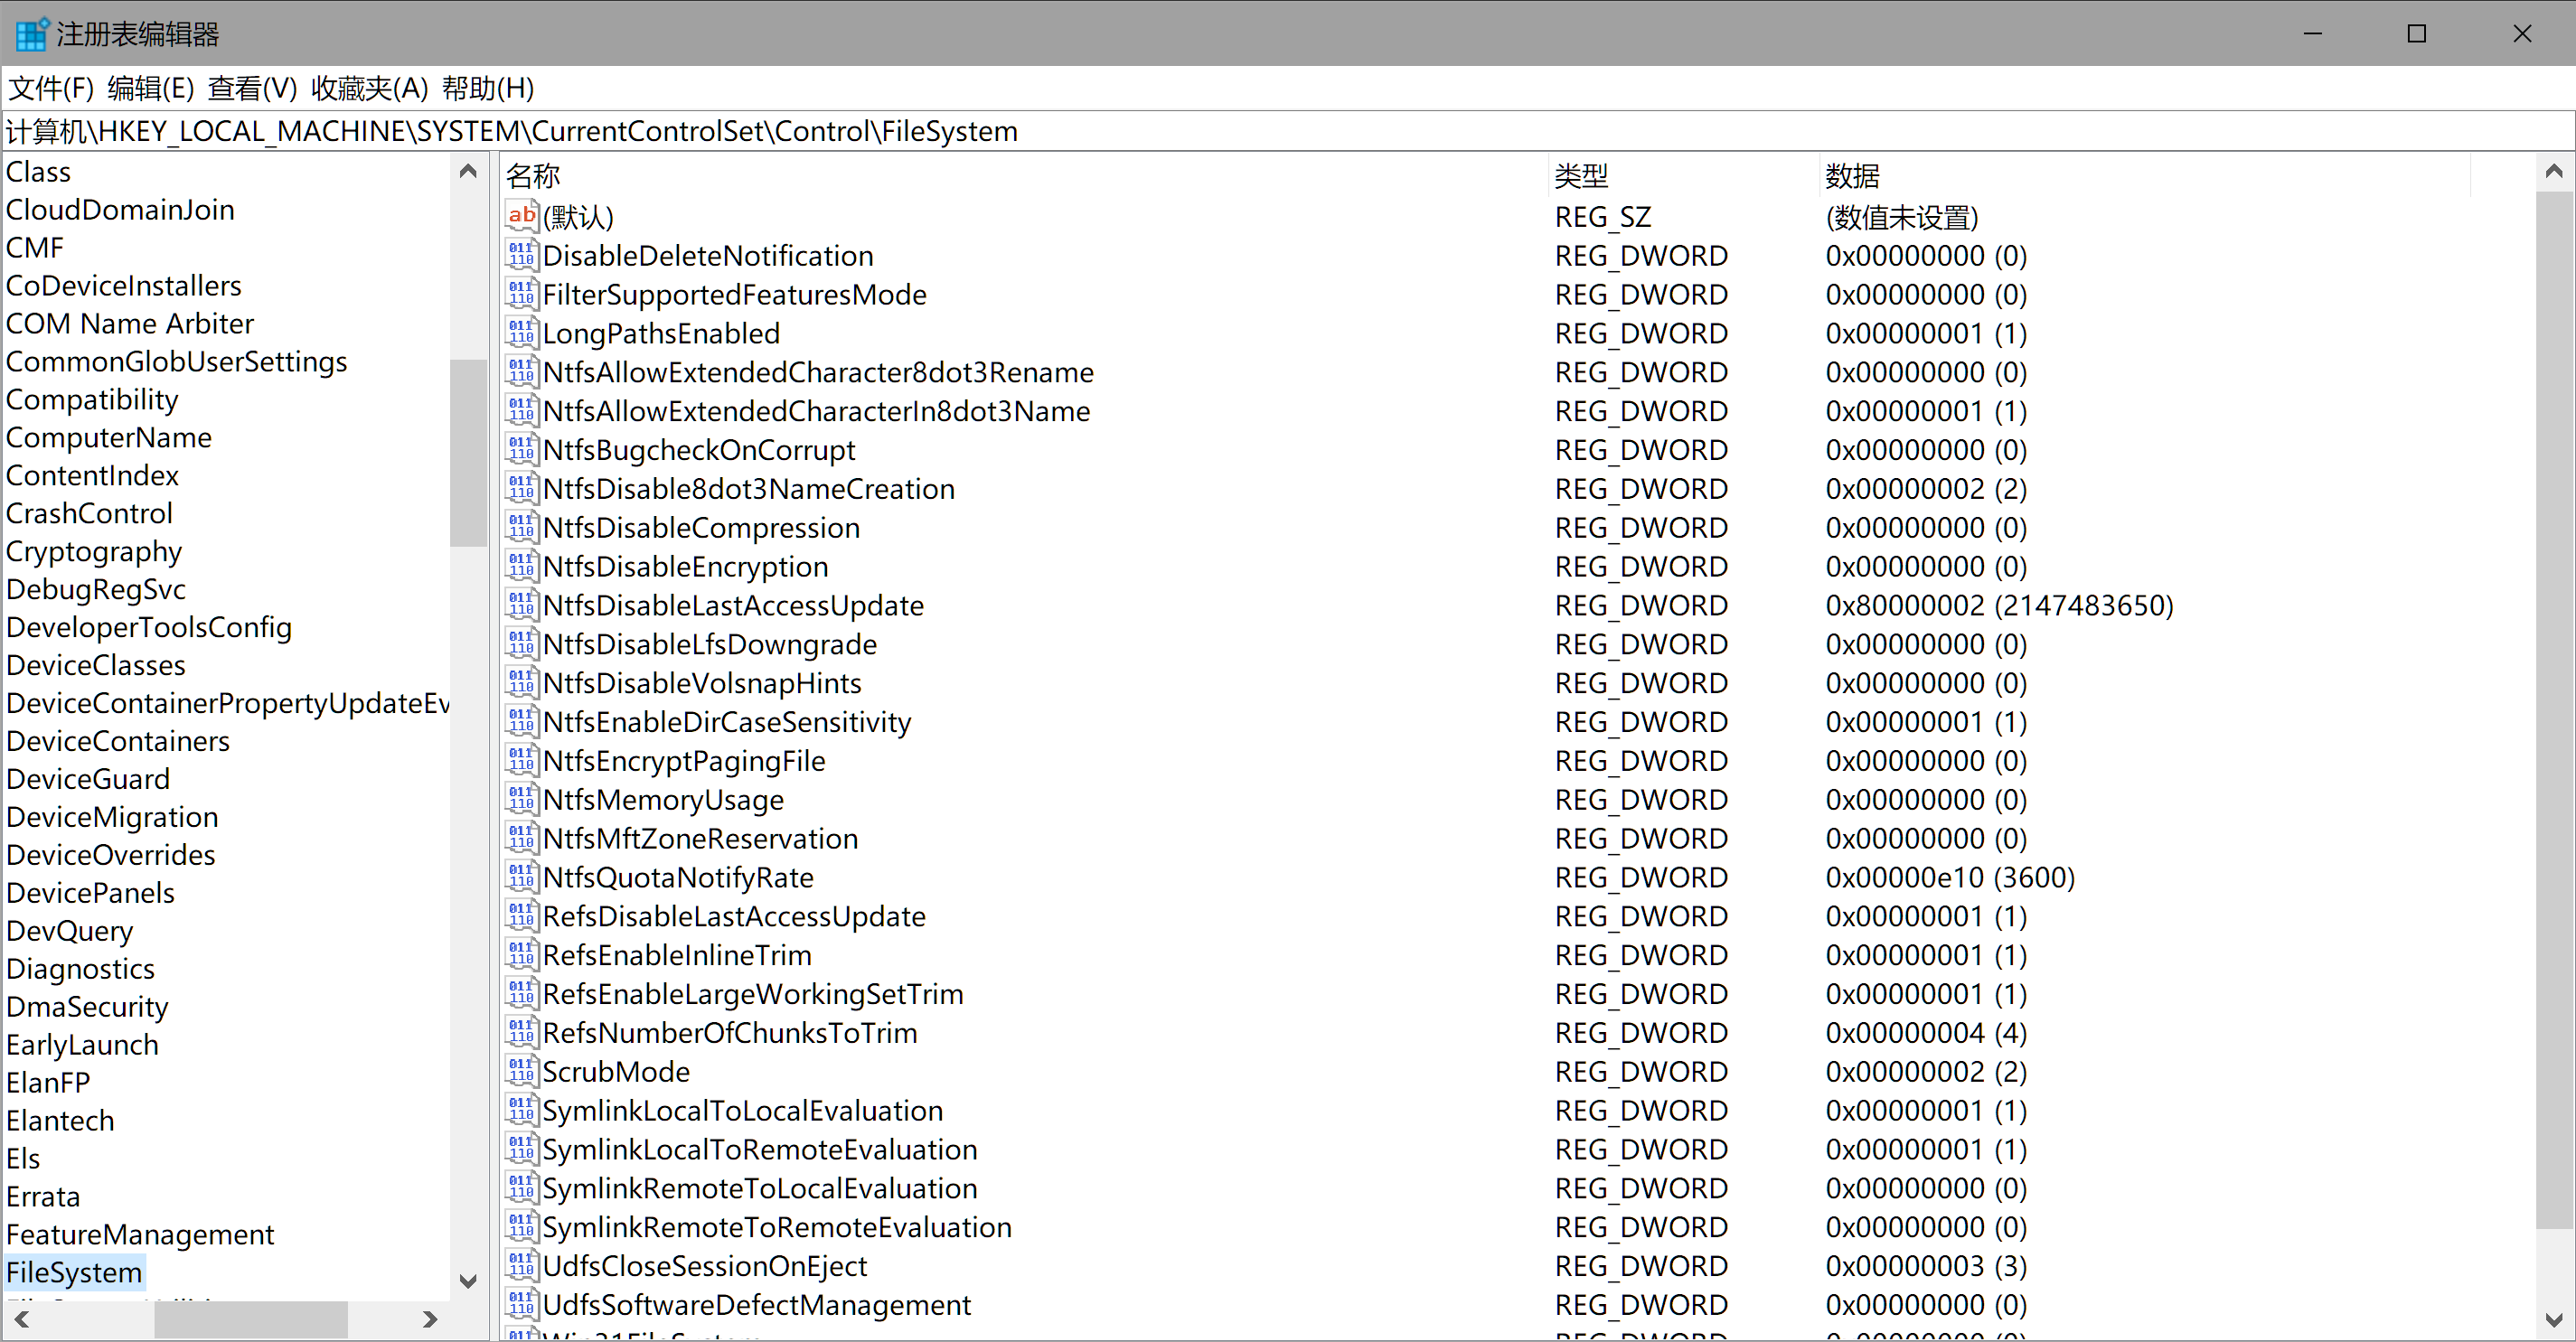 注册表编辑器
文件(F) 编辑(E) 查看(V) 收藏夹(A) 帮助(H)
计算机\HKEY_LOCAL_MACHINE\SYSTEM\CurrentControlSet\Control\FileSystem
Class
CloudDomainJoin
CMF
CoDeviceInstallers
COM Name Arbiter
CommonGlobUserSettings
Compatibility
ComputerName
ContentIndex
CrashControl
Cryptography
DebugRegSvc
DeveloperToolsConfig
DeviceClasses
DeviceContainerPropertyUpdateEv
DeviceContainers
DeviceGuard
DeviceMigration
DeviceOverrides
DevicePanels
DevQuery
Diagnostics
DmaSecurity
EarlyLaunch
ElanFP
Elantech
Els
Errata
FeatureManagement
FileSystem
名称 类型 数据
(默认) REG_SZ (数值未设置)
DisableDeleteNotification REG_DWORD 0x00000000 (0)
FilterSupportedFeaturesMode REG_DWORD 0x00000000 (0)
LongPathsEnabled REG_DWORD 0x00000001 (1)
NtfsAllowExtendedCharacter8dot3Rename REG_DWORD 0x00000000 (0)
NtfsAllowExtendedCharacterIn8dot3Name REG_DWORD 0x00000001 (1)
NtfsBugcheckOnCorrupt REG_DWORD 0x00000000 (0)
NtfsDisable8dot3NameCreation REG_DWORD 0x00000002 (2)
NtfsDisableCompression REG_DWORD 0x00000000 (0)
NtfsDisableEncryption REG_DWORD 0x00000000 (0)
NtfsDisableLastAccessUpdate REG_DWORD 0x80000002 (2147483650)
NtfsDisableLfsDowngrade REG_DWORD 0x00000000 (0)
NtfsDisableVolsnapHints REG_DWORD 0x00000000 (0)
NtfsEnableDirCaseSensitivity REG_DWORD 0x00000001 (1)
NtfsEncryptPagingFile REG_DWORD 0x00000000 (0)
NtfsMemoryUsage REG_DWORD 0x00000000 (0)
NtfsMftZoneReservation REG_DWORD 0x00000000 (0)
NtfsQuotaNotifyRate REG_DWORD 0x00000e10 (3600)
RefsDisableLastAccessUpdate REG_DWORD 0x00000001 (1)
RefsEnableInlineTrim REG_DWORD 0x00000001 (1)
RefsEnableLargeWorkingSetTrim REG_DWORD 0x00000001 (1)
RefsNumberOfChunksToTrim REG_DWORD 0x00000004 (4)
ScrubMode REG_DWORD 0x00000002 (2)
SymlinkLocalToLocalEvaluation REG_DWORD 0x00000001 (1)
SymlinkLocalToRemoteEvaluation REG_DWORD 0x00000001 (1)
SymlinkRemoteToLocalEvaluation REG_DWORD 0x00000000 (0)
SymlinkRemoteToRemoteEvaluation REG_DWORD 0x00000000 (0)
UdfsCloseSessionOnEject REG_DWORD 0x00000003 (3)
UdfsSoftwareDefectManagement REG_DWORD 0x00000000 (0)